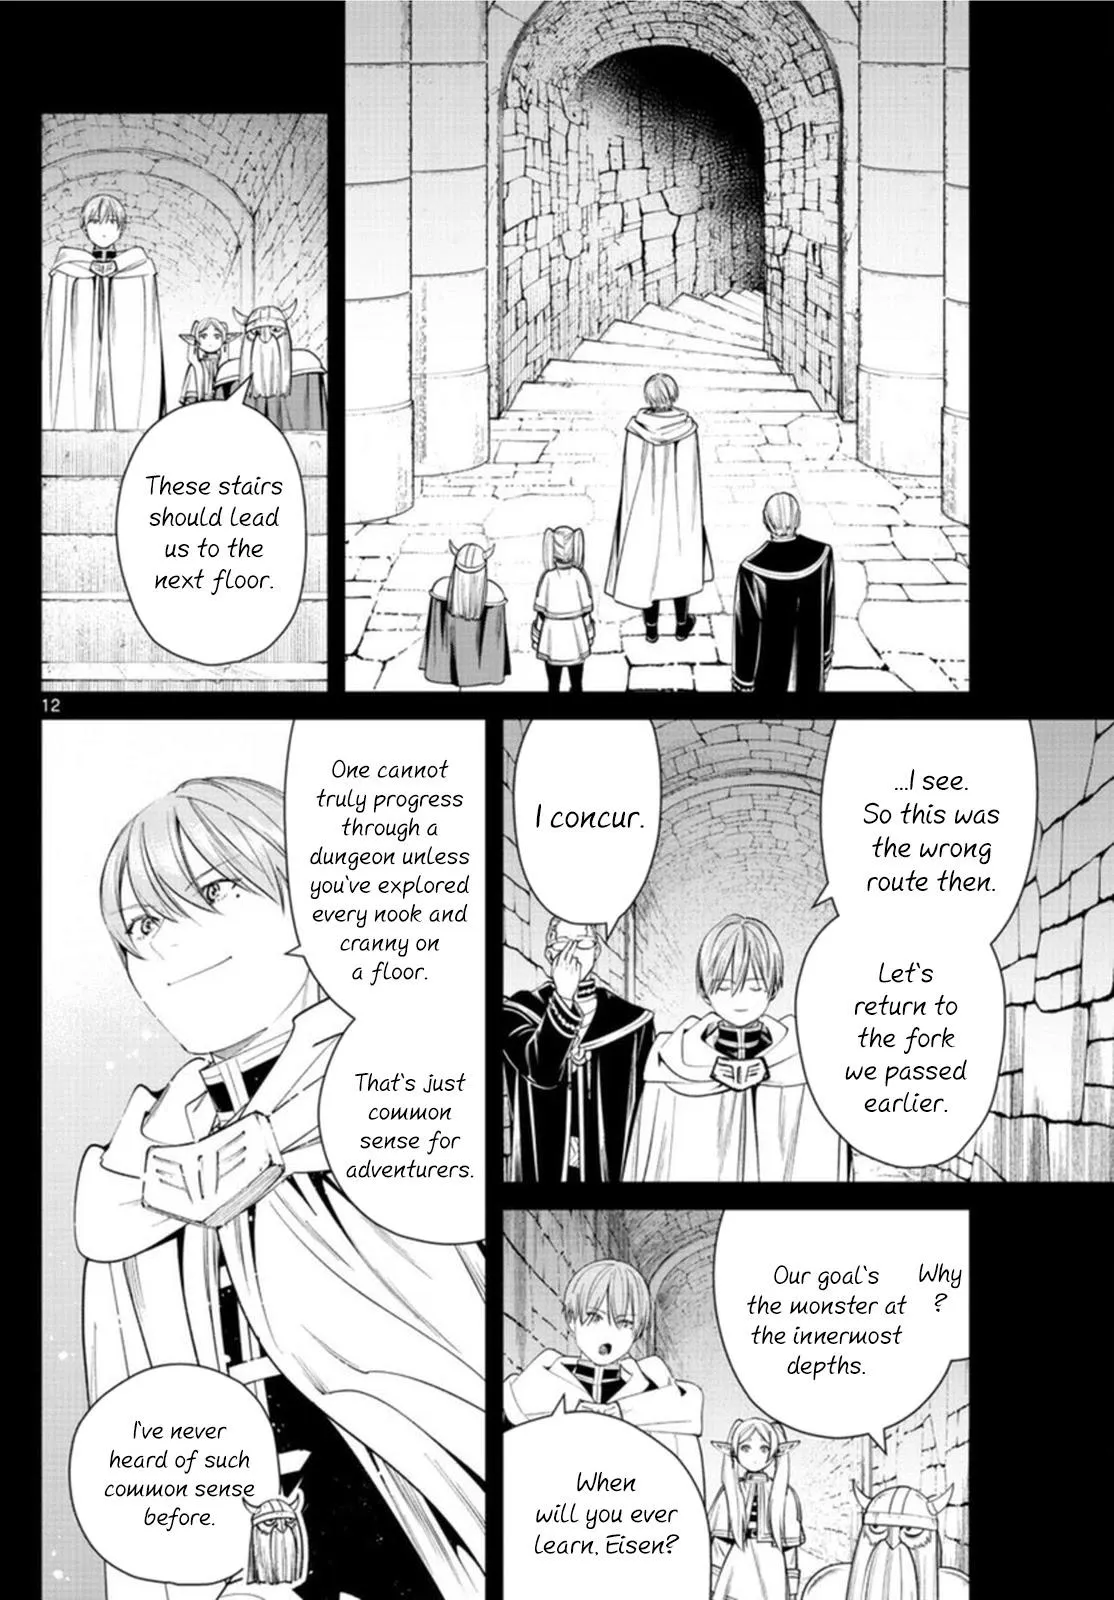 These stairs
should lead
us to the
next floor.
...I see.
So this was
the wrong
route then.
Let's
return to
the fork
we passed
earlier.
I concur.
Why
?
Our goal's
the monster at
the innermost
depths.
When
will you ever
learn, Eisen?
One cannot
truly progress
through a
dungeon unless
you've explored
every nook and
cranny on
a floor.
That's just
common
sense for
adventurers.
I've never
heard of such
common sense
before.
12